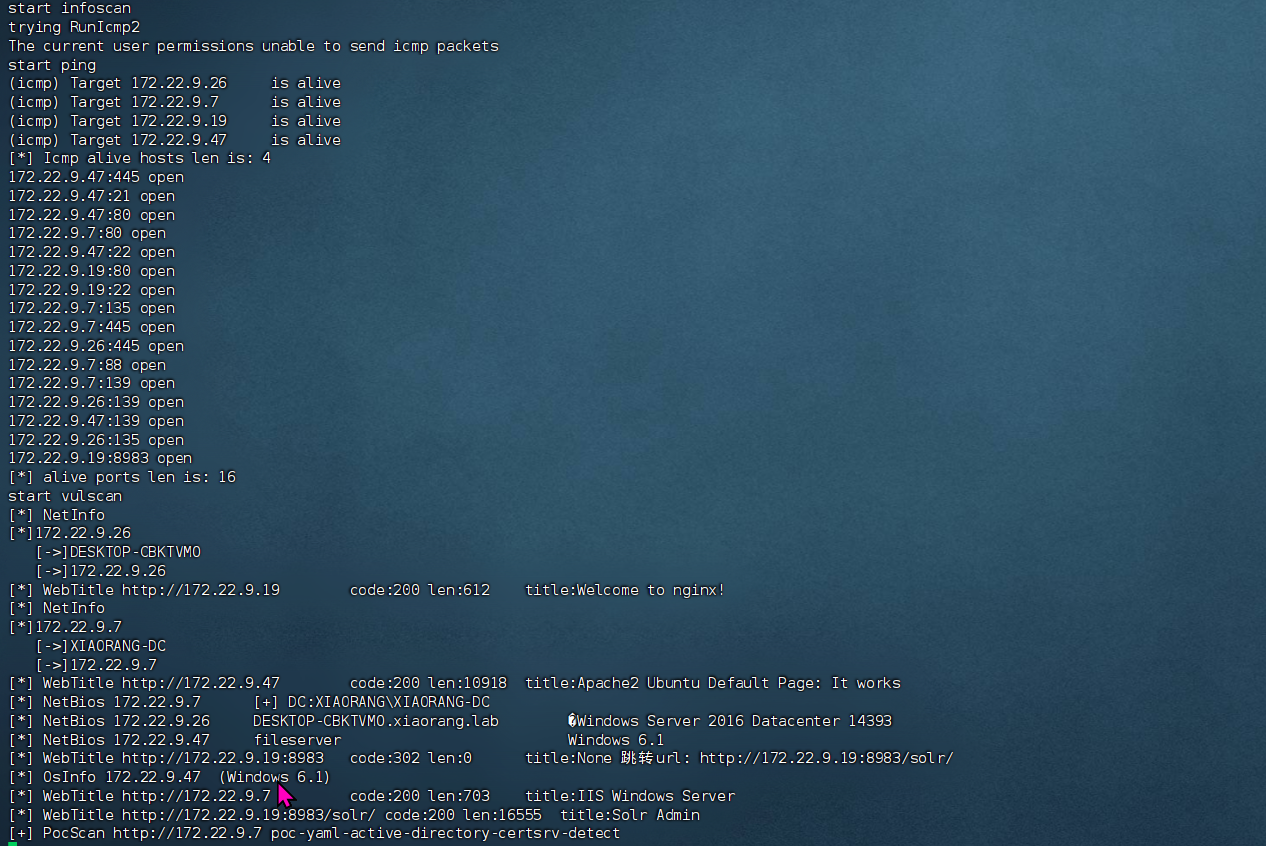 start infoscan
trying RunIcmp2
The current user permissions unable to send icmp packets
start ping
(icmp) Target 172.22.9.26     is alive
(icmp) Target 172.22.9.7      is alive
(icmp) Target 172.22.9.19     is alive
(icmp) Target 172.22.9.47     is alive
[*] Icmp alive hosts len is: 4
172.22.9.47:445 open
172.22.9.47:21 open
172.22.9.47:80 open
172.22.9.7:80 open
172.22.9.47:22 open
172.22.9.19:80 open
172.22.9.19:22 open
172.22.9.7:135 open
172.22.9.7:445 open
172.22.9.26:445 open
172.22.9.7:88 open
172.22.9.7:139 open
172.22.9.26:139 open
172.22.9.47:139 open
172.22.9.26:135 open
172.22.9.19:8983 open
[*] alive ports len is: 16
start vulscan
[*] NetInfo
[*]172.22.9.26
   [->]DESKTOP-CBKTVMO
   [->]172.22.9.26
[*] WebTitle http://172.22.9.19        code:200 len:612    title:Welcome to nginx!
[*] NetInfo
[*]172.22.9.7
   [->]XIAORANG-DC
   [->]172.22.9.7
[*] WebTitle http://172.22.9.47        code:200 len:10918  title:Apache2 Ubuntu Default Page: It works
[*] NetBios 172.22.9.7      [+] DC:XIAORANG\XIAORANG-DC
[*] NetBios 172.22.9.26     DESKTOP-CBKTVMO.xiaorang.lab        �Windows Server 2016 Datacenter 14393
[*] NetBios 172.22.9.47     fileserver                          Windows 6.1
[*] WebTitle http://172.22.9.19:8983   code:302 len:0      title:None 跳转url: http://172.22.9.19:8983/solr/
[*] OsInfo 172.22.9.47  (Windows 6.1)
[*] WebTitle http://172.22.9.7         code:200 len:703    title:IIS Windows Server
[*] WebTitle http://172.22.9.19:8983/solr/ code:200 len:16555  title:Solr Admin
[+] PocScan http://172.22.9.7 poc-yaml-active-directory-certsrv-detect